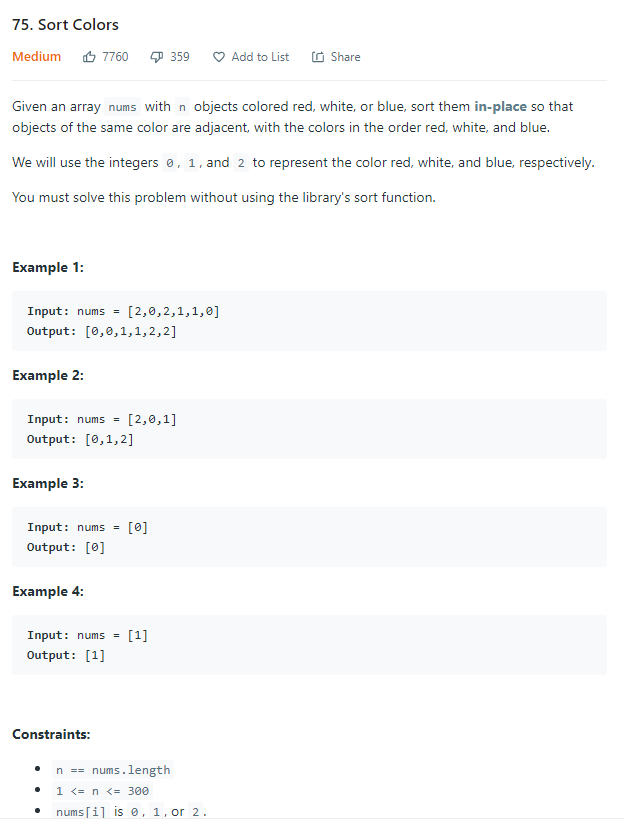 75. Sort Colors
Medium 7760 359 Add to List Share
Given an array nums with n objects colored red, white, or blue, sort them in-place so that
objects of the same color are adjacent, with the colors in the order red, white, and blue.
We will use the integers 0, 1, and 2 to represent the color red, white, and blue, respectively.
You must solve this problem without using the library's sort function.
Example 1:
Input: nums = [2,0,2,1,1,0]
Output: [0,0,1,1,2,2]
Example 2:
Input: nums = [2,0,1]
Output: [0,1,2]
Example 3:
Input: nums = [0]
Output: [0]
Example 4:
Input: nums = [1]
Output: [1]
Constraints:
• n == nums.length
• 1 <= n <= 300
• nums[i] is 0, 1, or 2.